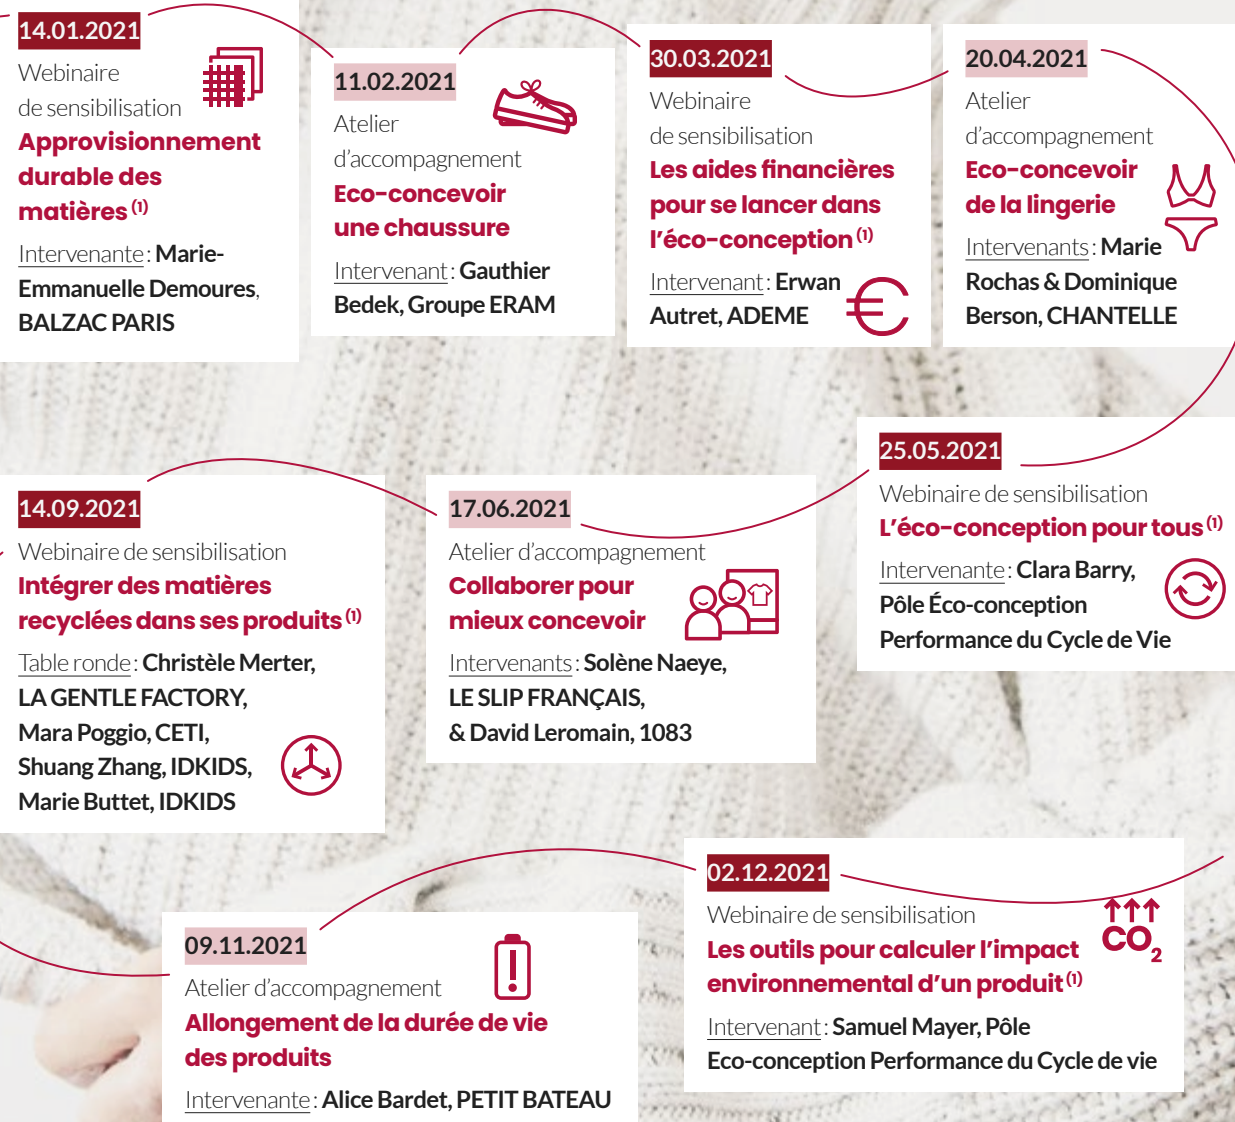 14.01.2021
Webinaire
de sensibilisation
Approvisionnement
durable des
matières (1)
Intervenante : Marie-
Emmanuelle Demoures,
BALZAC PARIS
11.02.2021
Atelier
d’accompagnement
Eco-concevoir
une chaussure
Intervenant : Gauthier
Bedek, Groupe ERAM
30.03.2021
Webinaire
de sensibilisation
Les aides financières
pour se lancer dans
l’éco-conception (1)
Intervenant : Erwan
Autret, ADEME
€
20.04.2021
Atelier
d’accompagnement
Eco-concevoir
de la lingerie
Intervenants : Marie
Rochas & Dominique
Berson, CHANTELLE
25.05.2021
Webinaire de sensibilisation
L’éco-conception pour tous (1)
Intervenante : Clara Barry,
Pôle Éco-conception
Performance du Cycle de Vie
17.06.2021
Atelier d’accompagnement
Collaborer pour
mieux concevoir
Intervenants : Solène Naeye,
LE SLIP FRANÇAIS,
& David Leromain, 1083
14.09.2021
Webinaire de sensibilisation
Intégrer des matières
recyclées dans ses produits (1)
Table ronde : Christèle Merter,
LA GENTLE FACTORY,
Mara Poggio, CETI,
Shuang Zhang, IDKIDS,
Marie Buttet, IDKIDS
09.11.2021
Atelier d’accompagnement
Allongement de la durée de vie
des produits
Intervenante : Alice Bardet, PETIT BATEAU
02.12.2021
Webinaire de sensibilisation
Les outils pour calculer l’impact
environnemental d’un produit (1)
Intervenant : Samuel Mayer, Pôle
Eco-conception Performance du Cycle de vie
CO2